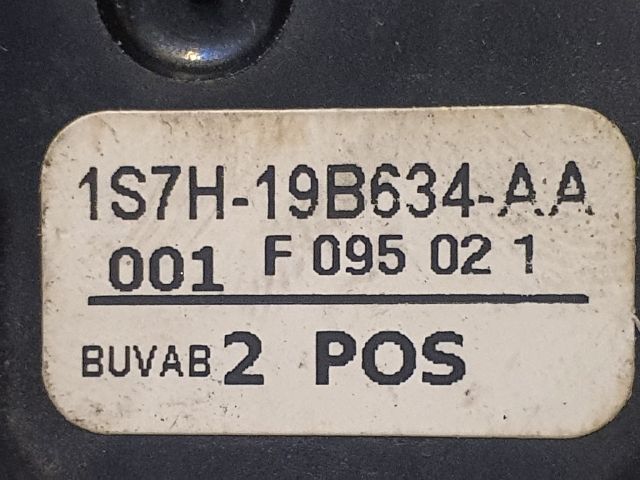 1S7H-19B634-AA
001 F 095 02 1
BUVAB 2 POS